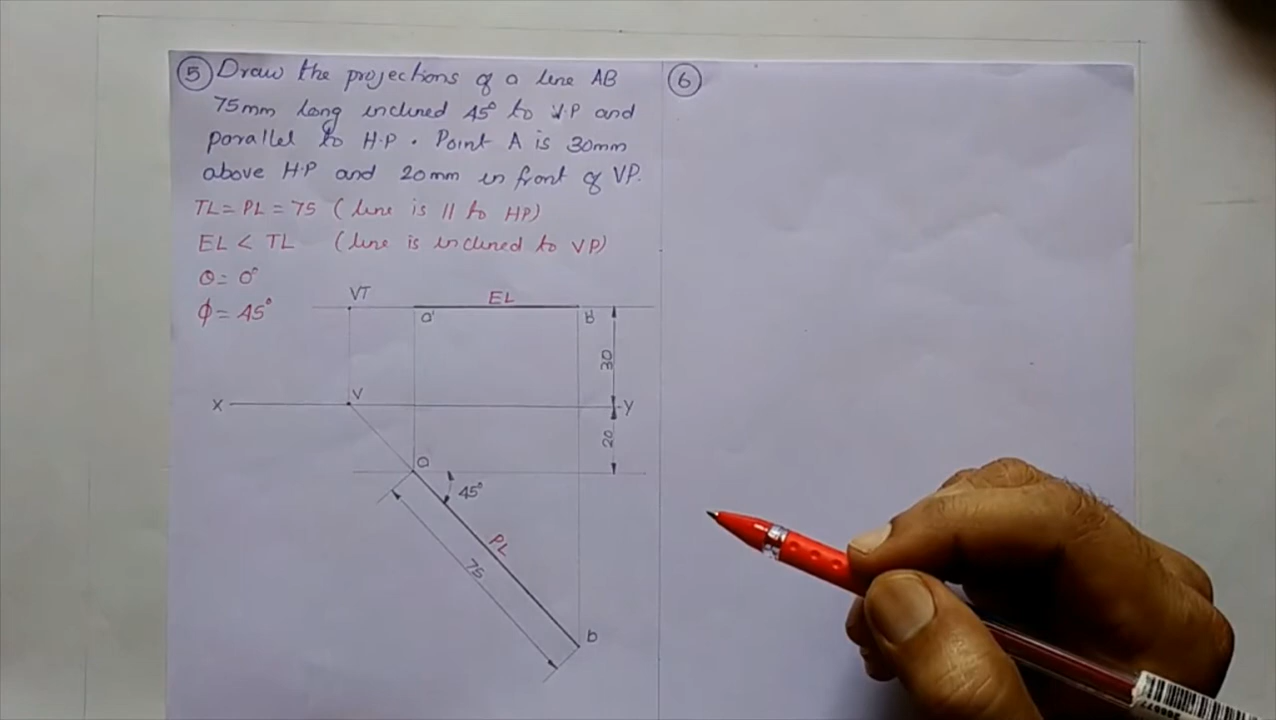 ⑤ Draw the projections of a line AB
75mm long inclined 45° to V.P and
parallel to H.P. Point A is 30mm
above H.P and 20mm in front of VP.
TL = PL = 75 (line is || to HP)
EL < TL (line is inclined to VP)
θ = 0°
ϕ = 45°
VT
EL
a'
b'
30
X
V
Y
20
a
45°
PL
75
b
⑥